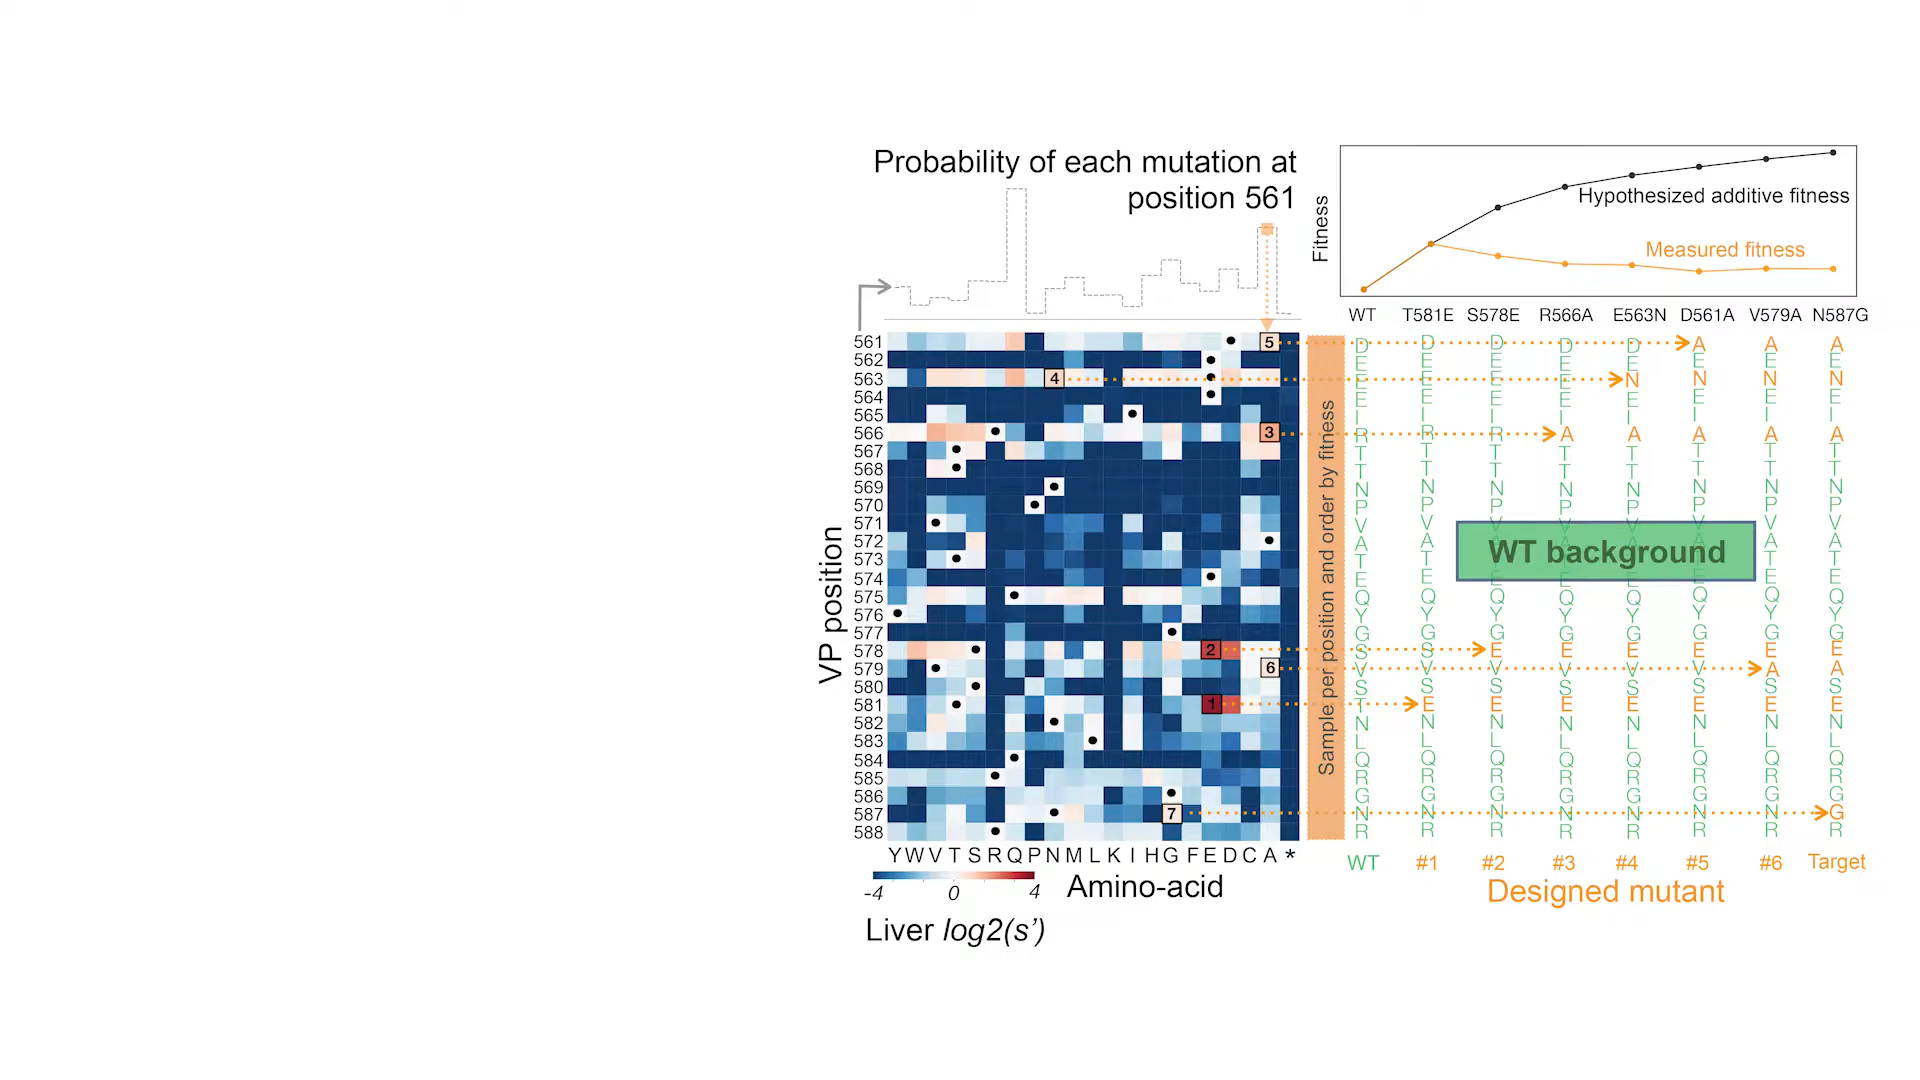 Probability of each mutation at
position 561
Fitness
Hypothesized additive fitness
Measured fitness
WT T581E S578E R566A E563N D561A V579A N587G
VP position
561
562
563
564
565
566
567
568
569
570
571
572
573
574
575
576
577
578
579
580
581
582
583
584
585
586
587
588
5
4
3
2
6
1
7
Y W V T S R Q P N M L K I H G F E D C A *
-4 0 4
Amino-acid
Liver log2(s')
Sample per position and order by fitness
D D D D D A A A
E E E E E E E E
E E E E N N N N
E E E E E E E E
I I I I I I I I
R R R A A A A A
T T T T T T T T
T T T T T T T T
N N N N N N N N
P P P P P P P P
WT background
Q Q Q Q Q Q Q Q
Y Y Y Y Y Y Y Y
G G G G G G G G
S S E E E E E E
V V V V V V A A
S S S S S S S S
T E E E E E E E
N N N N N N N N
L L L L L L L L
Q Q Q Q Q Q Q Q
R R R R R R R R
G G G G G G G G
N N N N N N N G
R R R R R R R R
WT #1 #2 #3 #4 #5 #6 Target
Designed mutant